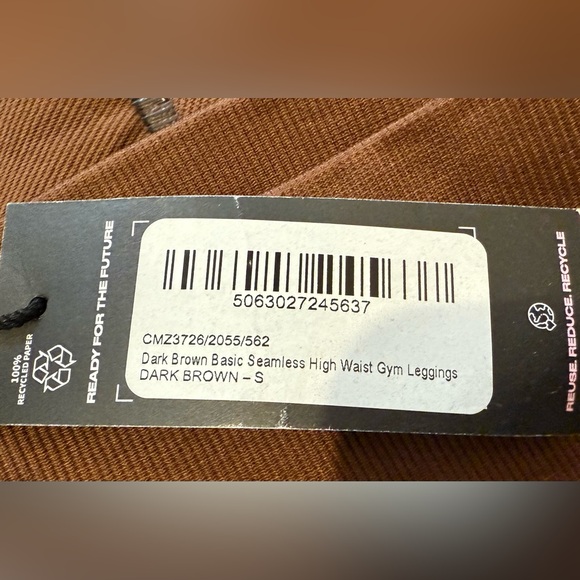 100%
RECYCLED PAPER
READY FOR THE FUTURE
5063027245637
CMZ3726/2055/562
Dark Brown Basic Seamless High Waist Gym Leggings
DARK BROWN – S
REUSE. REDUCE. RECYCLE